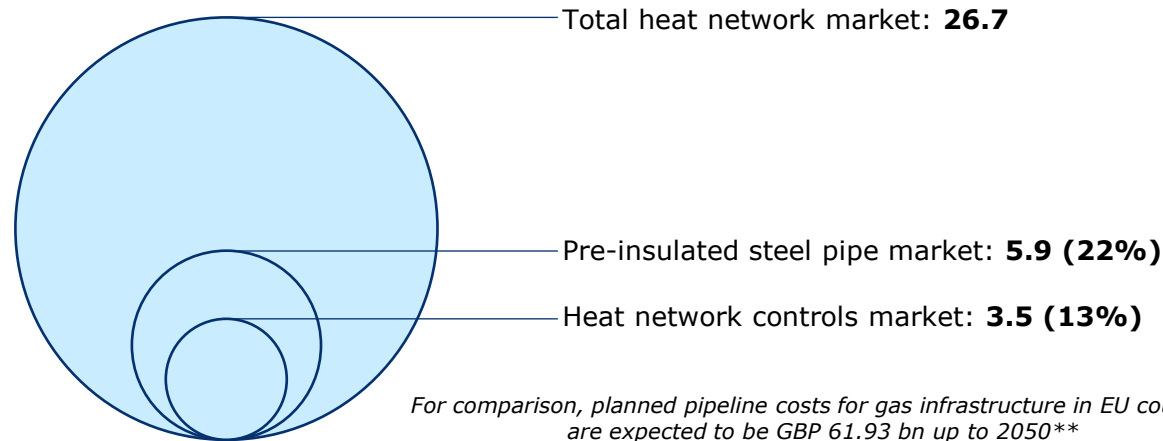 Total heat network market: 26.7
Pre-insulated steel pipe market: 5.9 (22%)
Heat network controls market: 3.5 (13%)
For comparison, planned pipeline costs for gas infrastructure in EU
are expected to be GBP 61.93 bn up to 2050**